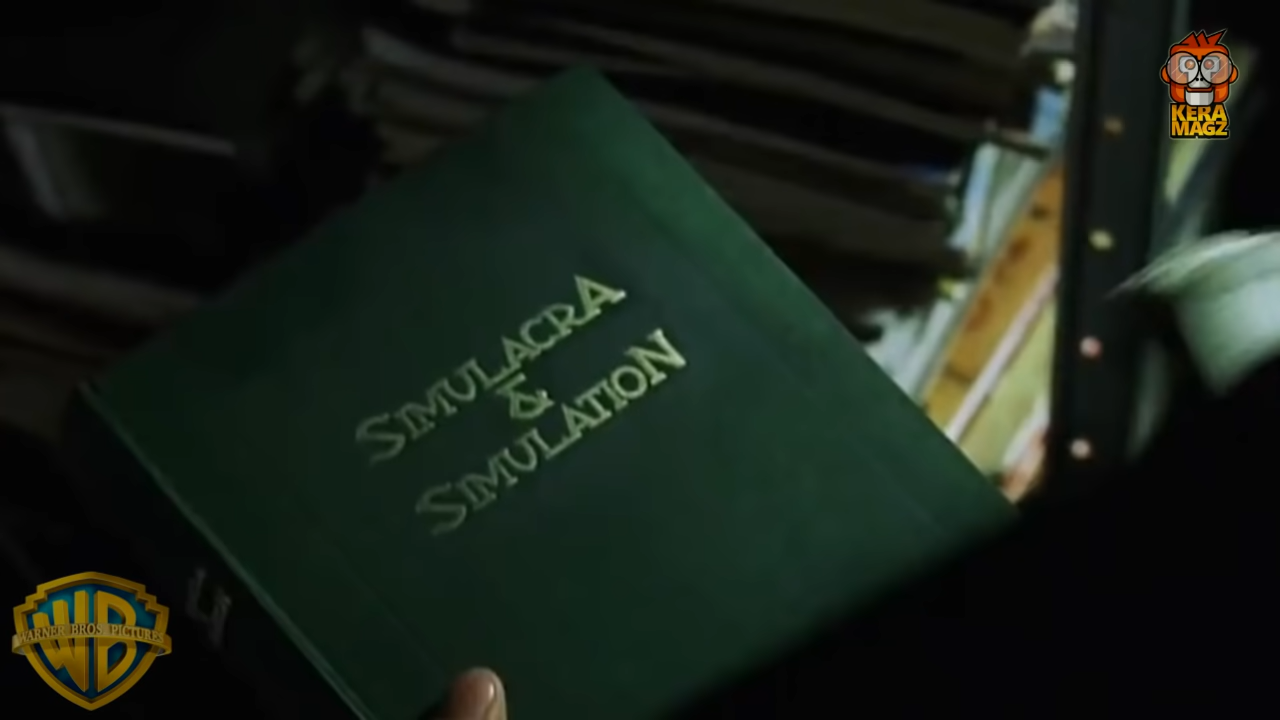 KERA
MAGZ
SIMULACRA
&
SIMULATION
WB
WARNER BROS. PICTURES